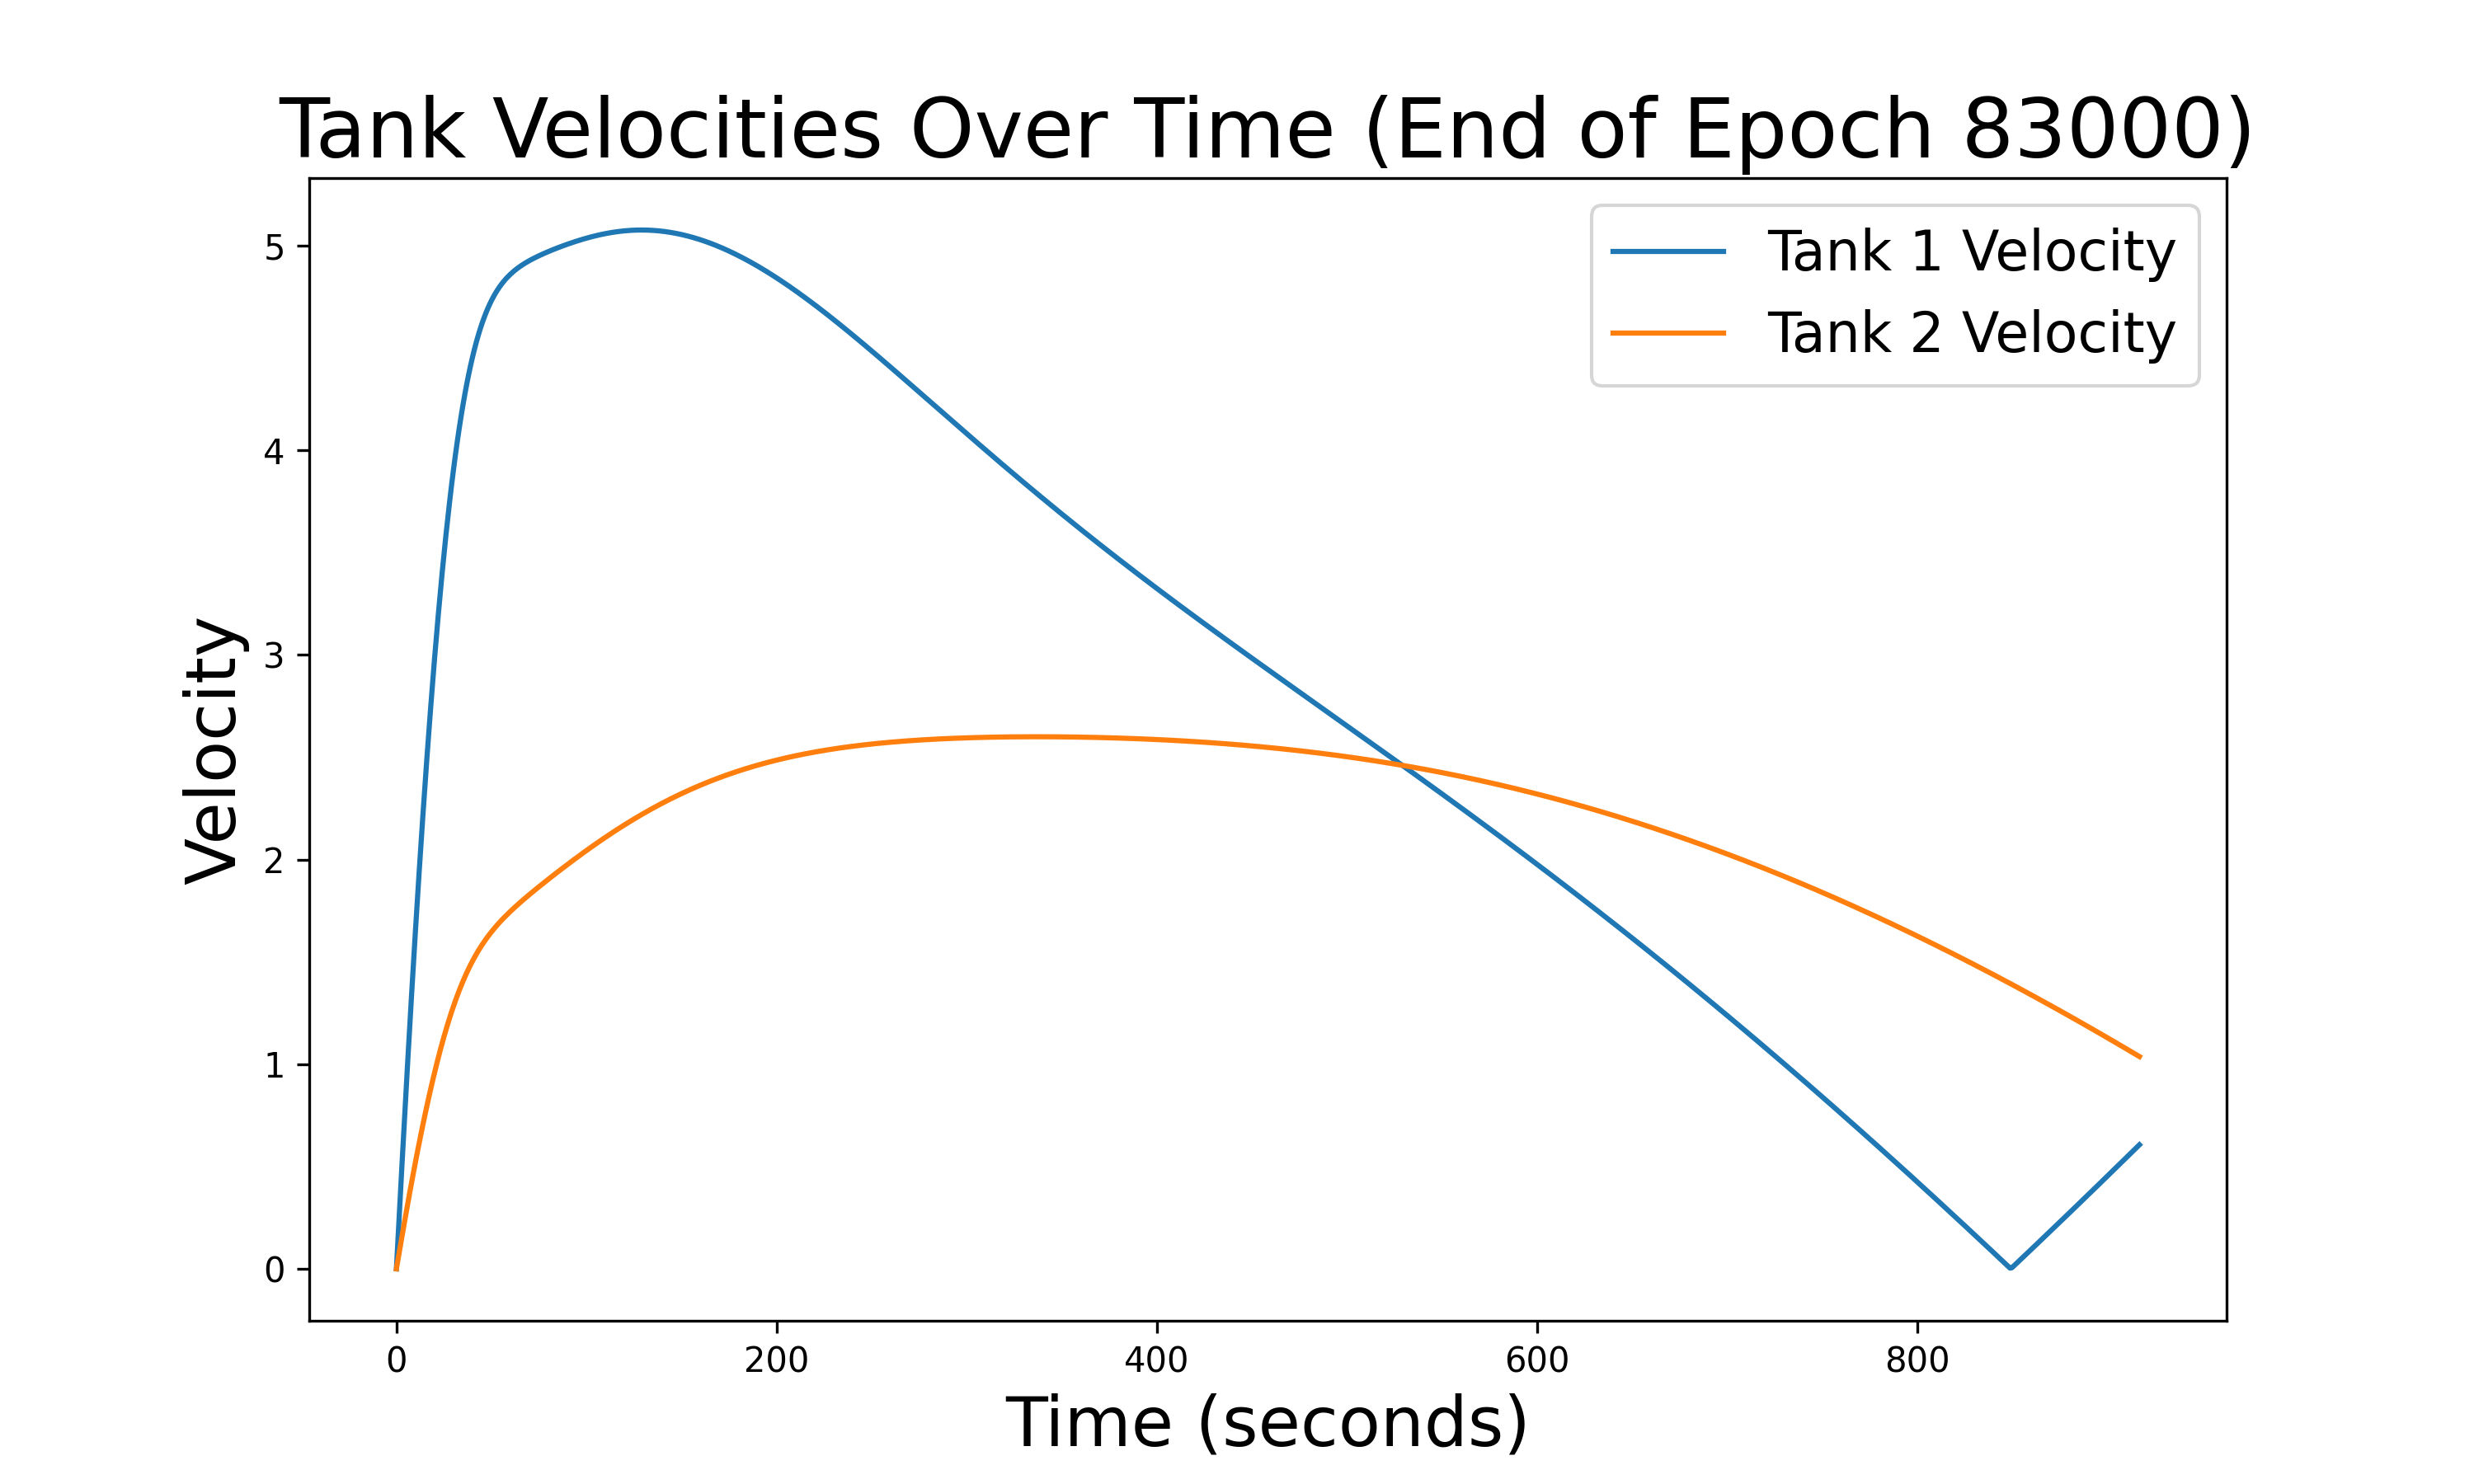 Tank Velocities Over Time (End of Epoch 83000)
Tank 1 Velocity
Tank 2 Velocity
Velocity
5
4
3
2
1
0
0 200 400 600 800
Time (seconds)